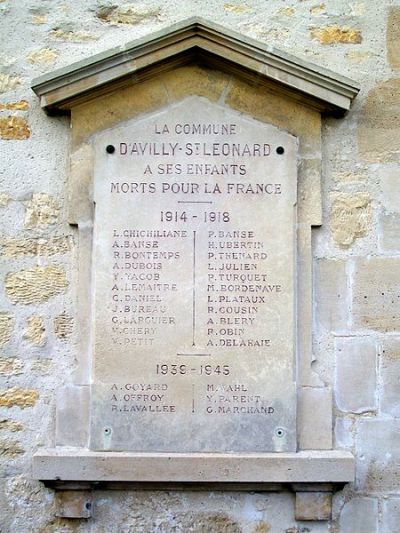 LA COMMUNE
D'AVILLY-ST LEONARD
A SES ENFANTS
MORTS POUR LA FRANCE
1914 - 1918
L. CHICHILIANE P. BANSE
A. BANSE H. UBERTIN
R. BONTEMPS P. THENARD
A. DUBOIS L. JULIEN
Y. YACOB P. TURQUET
A. LEMAITRE M. BORDENAVE
C. DANIEL L. PLATAUX
J. BUREAU R. COUSIN
G. LARGUIER A. BLERY
V. CHERY R. OBIN
V. PETIT A. DELAHAIE
1939 - 1945
A. GOYARD M. VAHL
A. OFFROY Y. PARENT
R. LAVALLEE G. MARCHAND